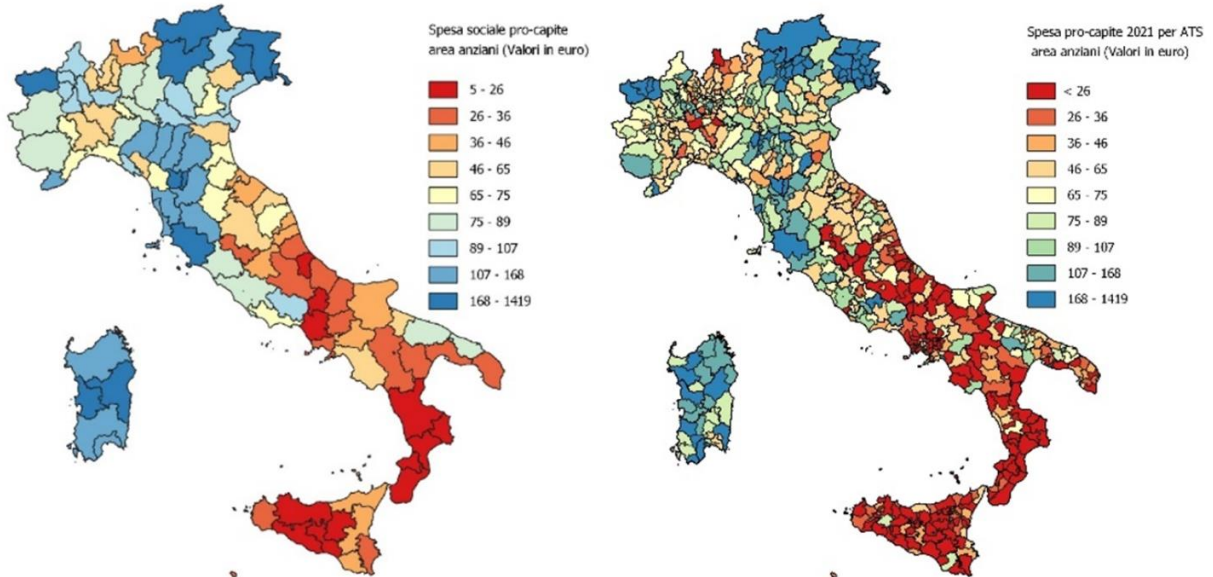 Spesa sociale pro-capite
area anziani (Valori in euro)
5 - 26
26 - 36
36 - 46
46 - 65
65 - 75
75 - 89
89 - 107
107 - 168
168 - 1419
Spesa pro-capite 2021 per ATS
area anziani (Valori in euro)
< 26
26 - 36
36 - 46
46 - 65
65 - 75
75 - 89
89 - 107
107 - 168
168 - 1419